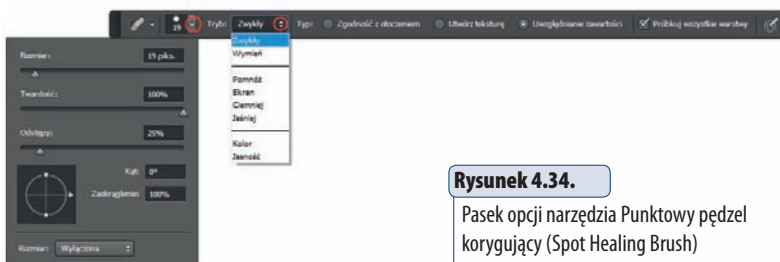 19 Tryb: Zwykły Typ: Zgodność z otoczeniem Utwórz teksturę Uwzględnianie zawartości Próbkuj wszystkie warstwy
Zwykły
Wymień
Pomnóż
Ekran
Ciemniej
Jaśniej
Kolor
Jasność
Rozmiar: 19 piks.
Twardość: 100%
Odstępy: 25%
Kąt: 0°
Zaokrąglenie: 100%
Rozmiar: Wyłączona
Rysunek 4.34.
Pasek opcji narzędzia Punktowy pędzel
korygujący (Spot Healing Brush)